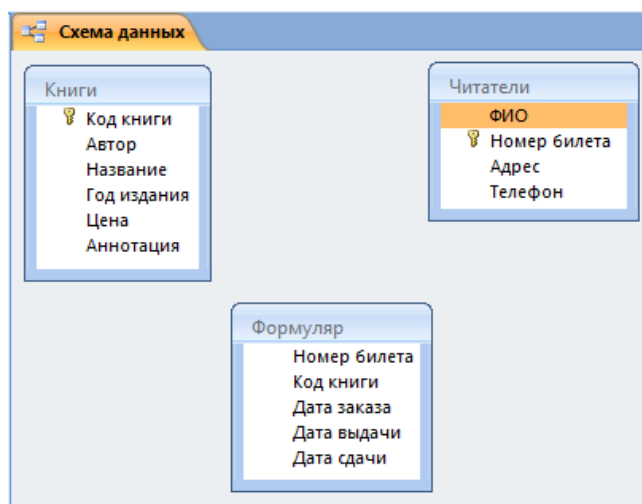 Схема данных
Книги
Код книги
Автор
Название
Год издания
Цена
Аннотация
Читатели
ФИО
Номер билета
Адрес
Телефон
Формуляр
Номер билета
Код книги
Дата заказа
Дата выдачи
Дата сдачи